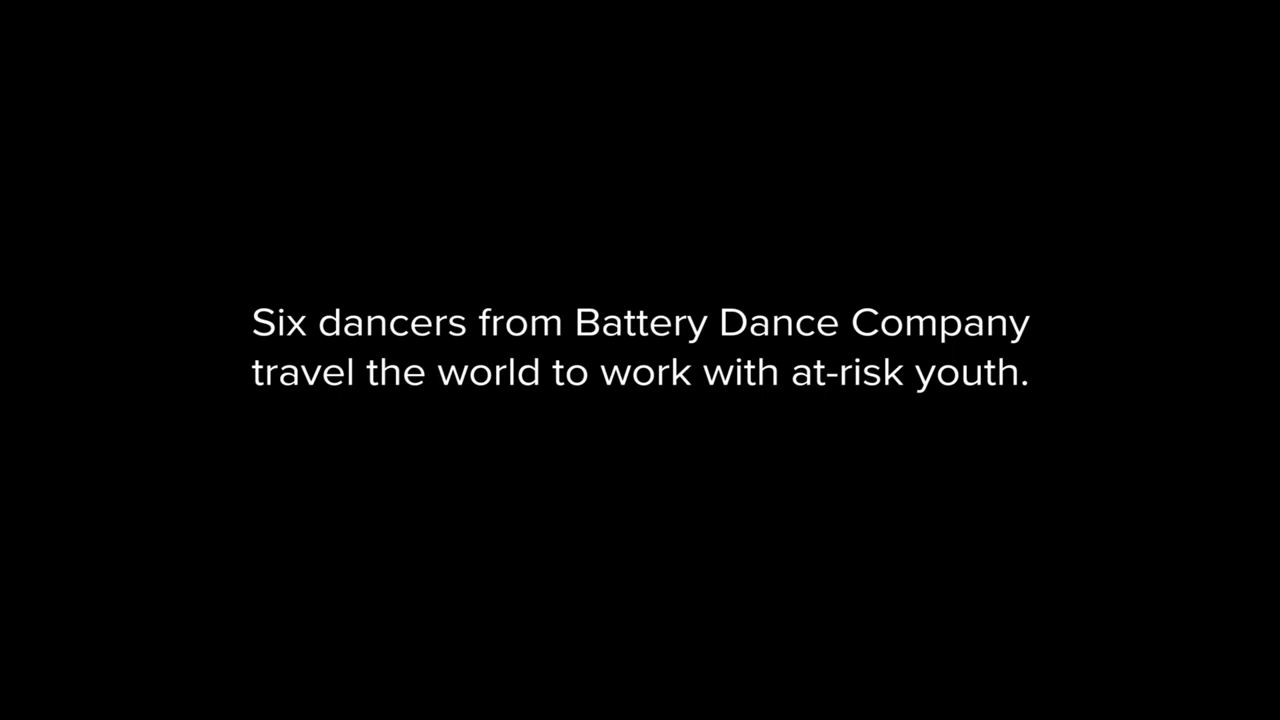 Six dancers from Battery Dance Company
travel the world to work with at-risk youth.